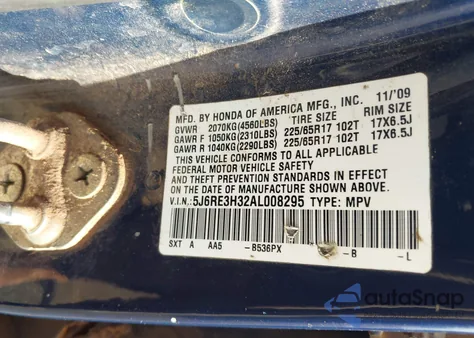 MFD. BY HONDA OF AMERICA MFG., INC. 11/'09
GVWR 2070KG(4560LBS) TIRE SIZE RIM SIZE
GAWR F 1050KG(2310LBS) 225/65R17 102T 17X6.5J
GAWR R 1040KG(2290LBS) 225/65R17 102T 17X6.5J
THIS VEHICLE CONFORMS TO ALL APPLICABLE
FEDERAL MOTOR VEHICLE SAFETY STANDARDS IN EFFECT ON
THE DATE OF MANUFACTURE SHOWN ABOVE.
V.I.N.:5J6RE3H32AL008295 TYPE: MPV
SXT A AA5 -B536PX -B -L
autoSnap